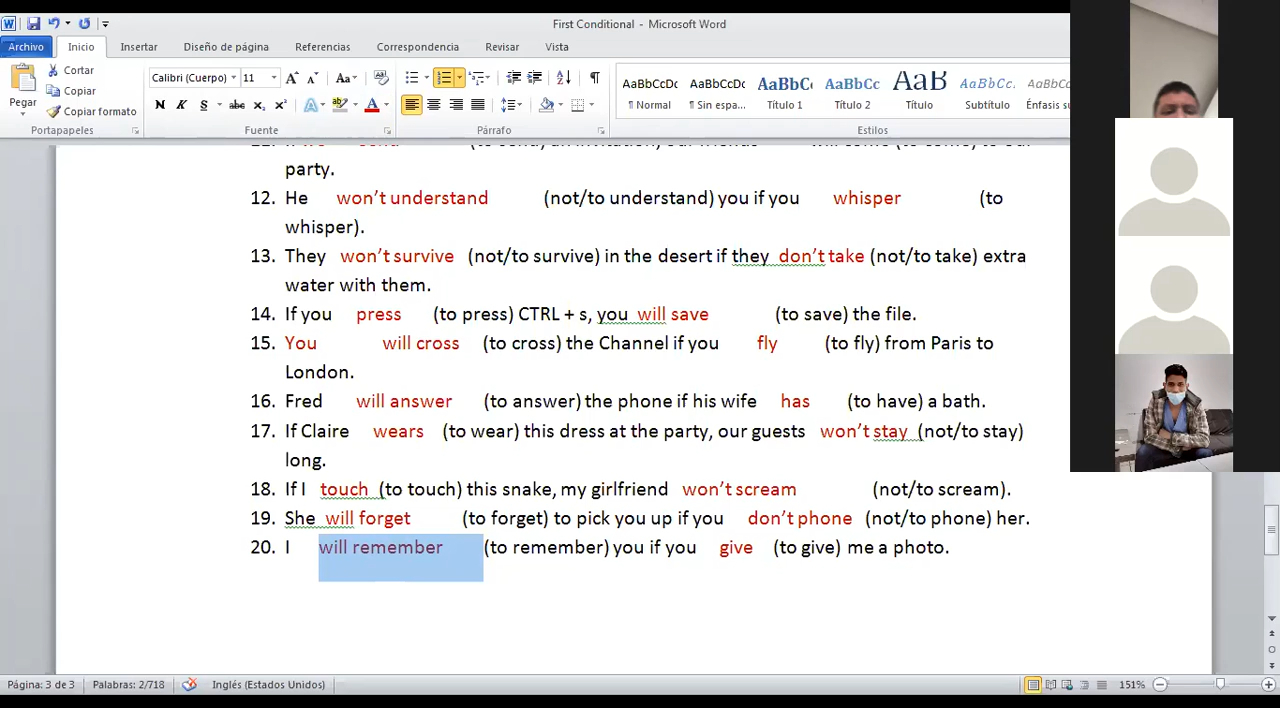 First Conditional - Microsoft Word
Archivo Inicio Insertar Diseño de página Referencias Correspondencia Revisar Vista
Pegar
Cortar
Copiar
Copiar formato
Calibri (Cuerpo) 11
AaBbCcDc AaBbCcDc AaBbCc AaBbCc AaB AaBbCc. AaBbCcDc
¶ Normal ¶ Sin espa... Título 1 Título 2 Título Subtítulo Énfasis su
Portapapeles Fuente Párrafo Estilos
party.
12. He won't understand (not/to understand) you if you whisper (to
whisper).
13. They won't survive (not/to survive) in the desert if they don't take (not/to take) extra
water with them.
14. If you press (to press) CTRL + s, you will save (to save) the file.
15. You will cross (to cross) the Channel if you fly (to fly) from Paris to
London.
16. Fred will answer (to answer) the phone if his wife has (to have) a bath.
17. If Claire wears (to wear) this dress at the party, our guests won't stay (not/to stay)
long.
18. If I touch (to touch) this snake, my girlfriend won't scream (not/to scream).
19. She will forget (to forget) to pick you up if you don't phone (not/to phone) her.
20. I will remember (to remember) you if you give (to give) me a photo.
Página: 3 de 3 Palabras: 2/718 Inglés (Estados Unidos) 151%